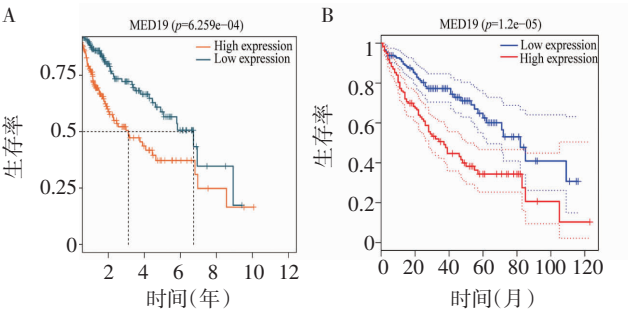 A
MED19 (p=6.259e−04)
High expression
Low expression
生存率
0.75
0.5
0.25
0
2 4 6 8 10 12
时间(年)
B
MED19 (p=1.2e−05)
Low expression
High expression
生存率
1
0.8
0.6
0.4
0.2
0
0 20 40 60 80 100 120
时间(月)